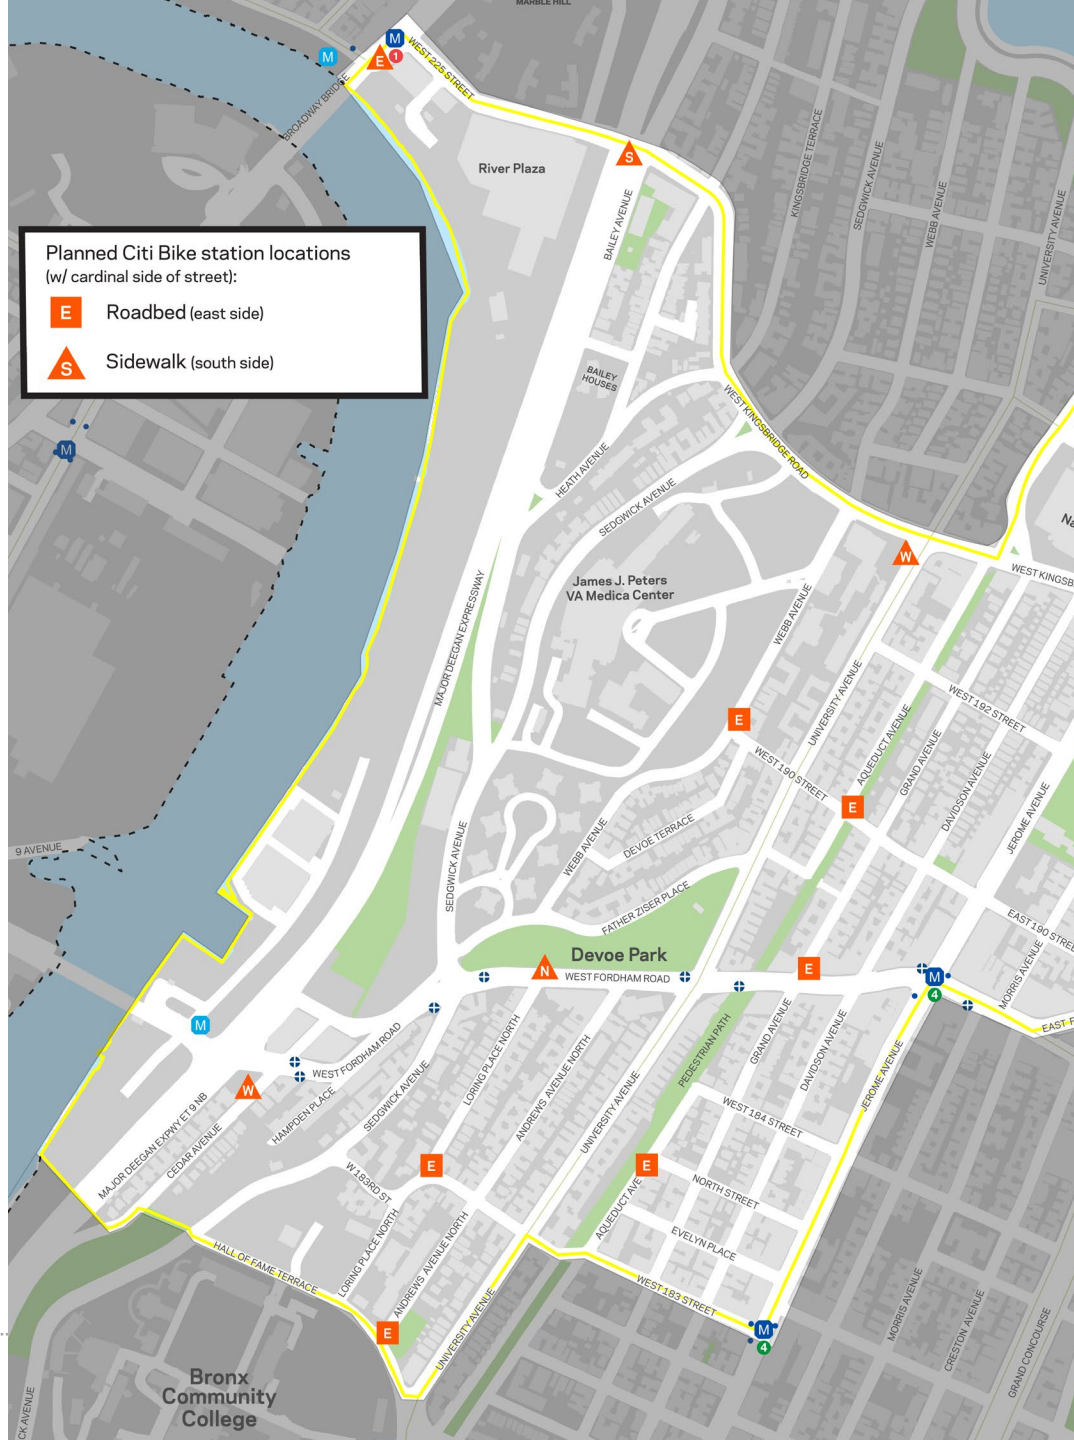 MARBLE HILL
M
M
E
1
WEST 225 STREET
BROADWAY BRIDGE
River Plaza
S
BAILEY AVENUE
KINGSBRIDGE TERRACE
SEDGWICK AVENUE
WEBB AVENUE
UNIVERSITY AVENUE
Planned Citi Bike station locations
(w/ cardinal side of street):
E
Roadbed (east side)
S
Sidewalk (south side)
BAILEY
HOUSES
WEST KINGSBRIDGE ROAD
M
HEATH AVENUE
SEDGWICK AVENUE
Na
W
WEST KINGSB
James J. Peters
VA Medica Center
MAJOR DEEGAN EXPRESSWAY
WEBB AVENUE
UNIVERSITY AVENUE
WEST 192 STREET
E
AQUEDUCT AVENUE
GRAND AVENUE
DAVIDSON AVENUE
WEST 190 STREET
E
JEROME AVENUE
9 AVENUE
SEDGWICK AVENUE
WEBB AVENUE
DEVOE TERRACE
FATHER ZISER PLACE
EAST 190 STREE
Devoe Park
N
WEST FORDHAM ROAD
E
M
4
MORRIS AVENUE
EAST F
M
WEST FORDHAM ROAD
W
HAMPDEN PLACE
SEDGWICK AVENUE
LORING PLACE NORTH
ANDREWS AVENUE NORTH
UNIVERSITY AVENUE
PEDESTRIAN PATH
GRAND AVENUE
DAVIDSON AVENUE
JEROME AVENUE
WEST 184 STREET
MAJOR DEEGAN EXPWY ET 9 NB
CEDAR AVENUE
W 183RD ST
E
E
NORTH STREET
AQUEDUCT AVE
EVELYN PLACE
HALL OF FAME TERRACE
LORING PLACE NORTH
ANDREWS AVENUE NORTH
UNIVERSITY AVENUE
WEST 183 STREET
E
M
4
MORRIS AVENUE
CRESTON AVENUE
GRAND CONCOURSE
Bronx
Community
College
CK AVENUE